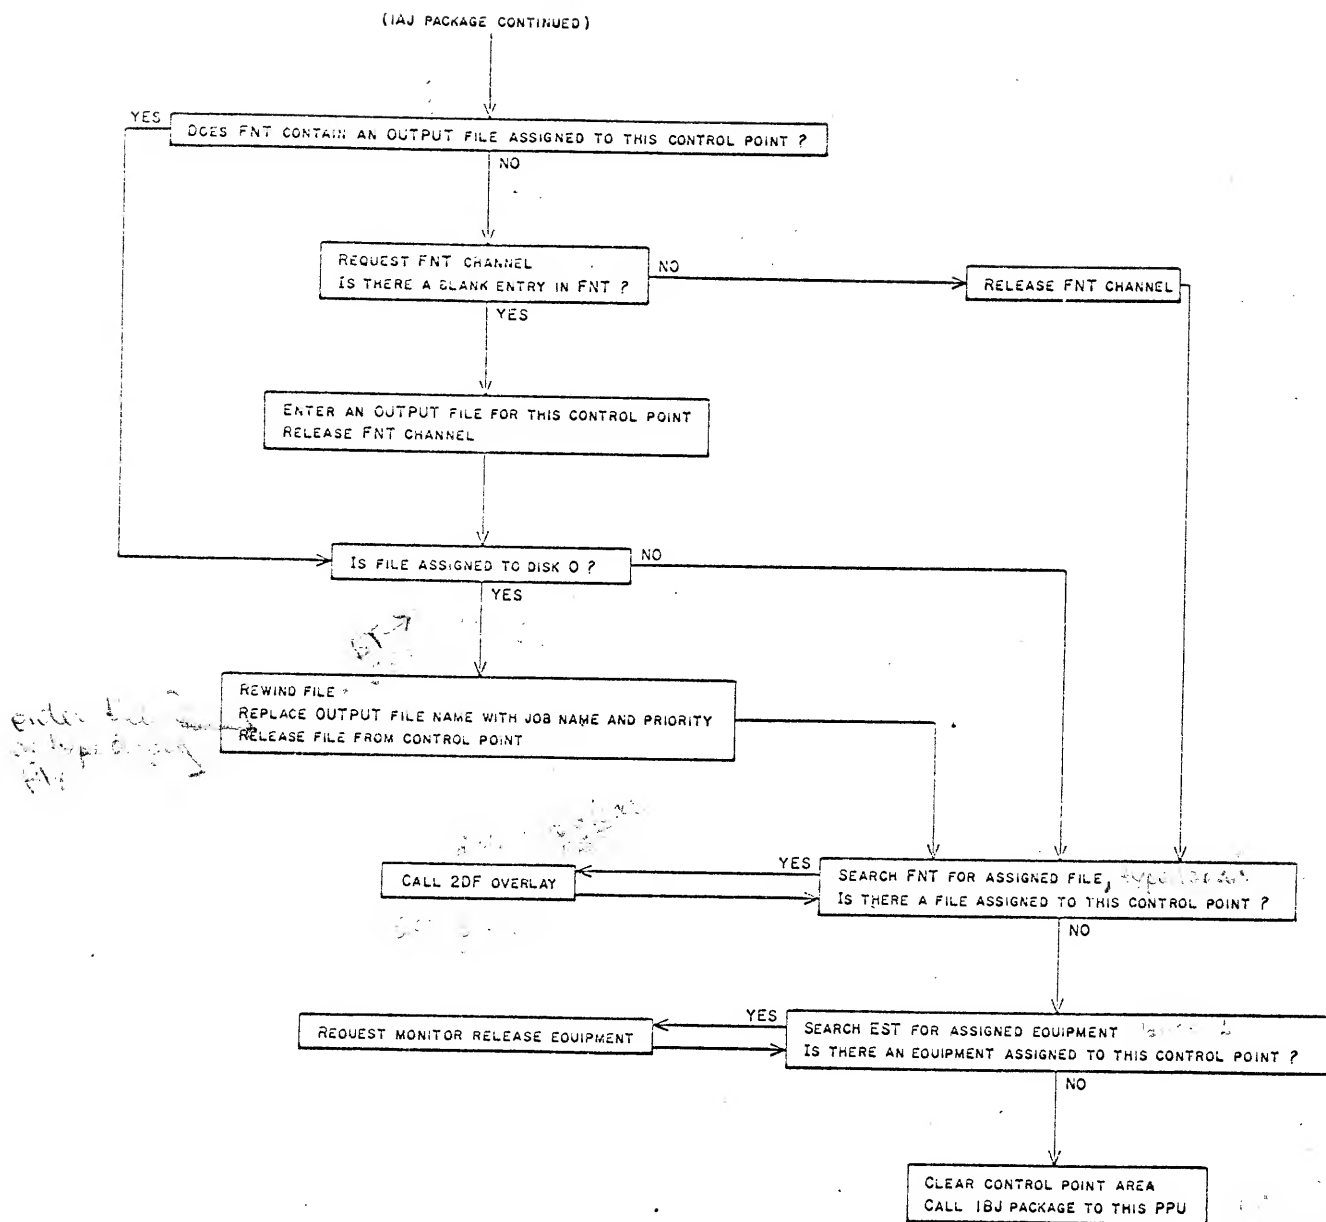 (1AJ PACKAGE CONTINUED)
YES
DOES FNT CONTAIN AN OUTPUT FILE ASSIGNED TO THIS CONTROL POINT ?
NO
REQUEST FNT CHANNEL
IS THERE A BLANK ENTRY IN FNT ?
NO
RELEASE FNT CHANNEL
YES
ENTER AN OUTPUT FILE FOR THIS CONTROL POINT
RELEASE FNT CHANNEL
IS FILE ASSIGNED TO DISK 0 ?
NO
YES
REWIND FILE
REPLACE OUTPUT FILE NAME WITH JOB NAME AND PRIORITY
RELEASE FILE FROM CONTROL POINT
enter
CALL 2DF OVERLAY
YES
SEARCH FNT FOR ASSIGNED FILE,
IS THERE A FILE ASSIGNED TO THIS CONTROL POINT ?
NO
REQUEST MONITOR RELEASE EQUIPMENT
YES
SEARCH EST FOR ASSIGNED EQUIPMENT
IS THERE AN EQUIPMENT ASSIGNED TO THIS CONTROL POINT ?
NO
CLEAR CONTROL POINT AREA
CALL 1BJ PACKAGE TO THIS PPU